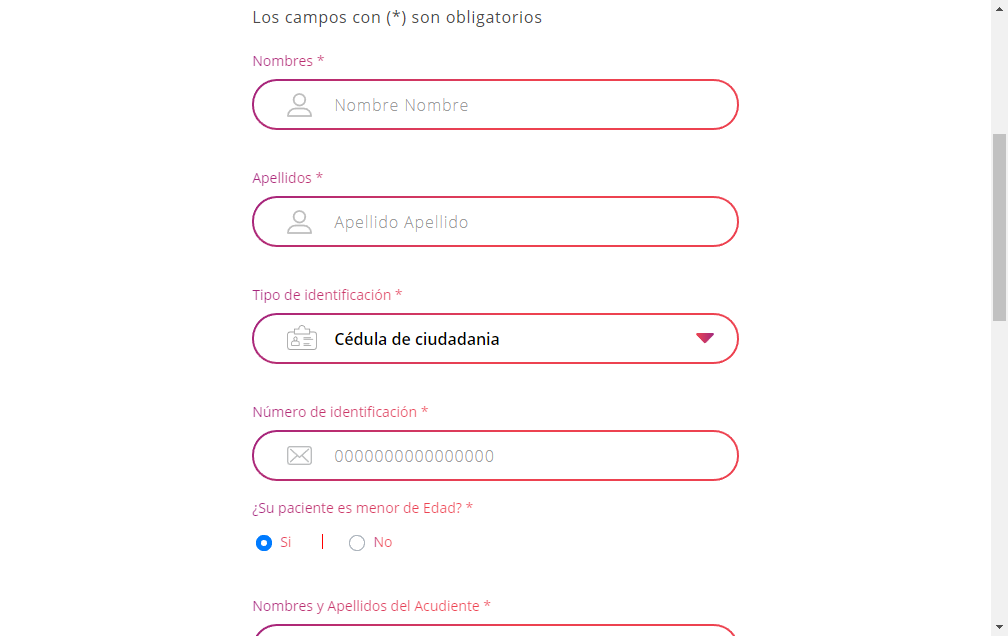 Los campos con (*) son obligatorios
Nombres *
Nombre Nombre
Apellidos *
Apellido Apellido
Tipo de identificación *
Cédula de ciudadania
Número de identificación *
0000000000000000
¿Su paciente es menor de Edad? *
Si | No
Nombres y Apellidos del Acudiente *